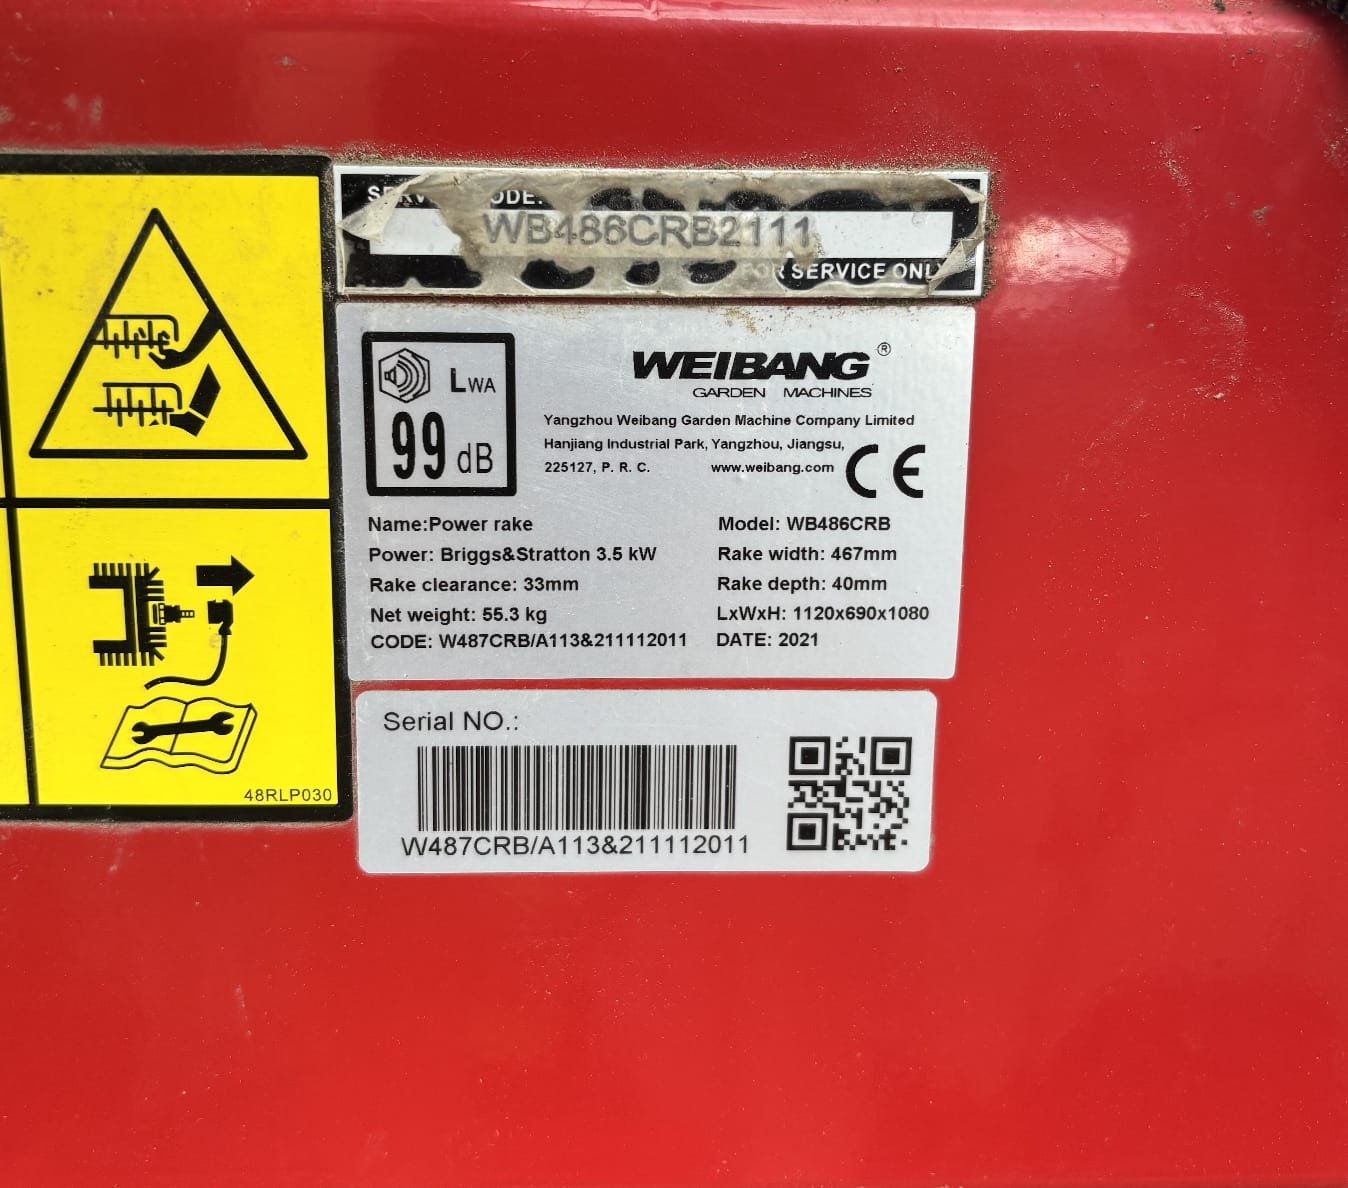 WB486CRB2111
FOR SERVICE ONLY
LWA
99 dB
WEIBANG®
GARDEN MACHINES
Yangzhou Weibang Garden Machine Company Limited
Hanjiang Industrial Park, Yangzhou, Jiangsu,
225127, P. R. C. www.weibang.com
CE
Name:Power rake Model: WB486CRB
Power: Briggs&Stratton 3.5 kW Rake width: 467mm
Rake clearance: 33mm Rake depth: 40mm
Net weight: 55.3 kg LxWxH: 1120x690x1080
CODE: W487CRB/A113&211112011 DATE: 2021
Serial NO.:
W487CRB/A113&211112011
48RLP030